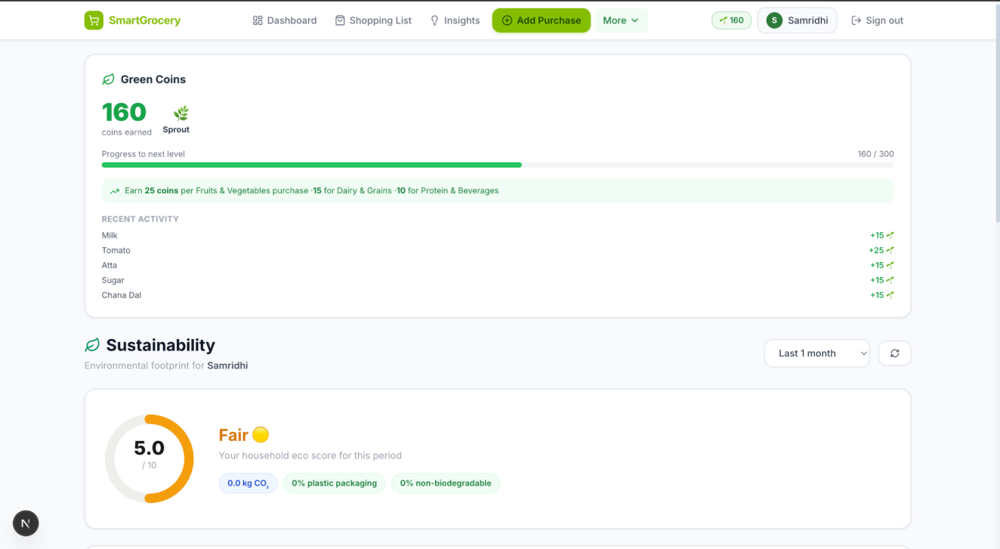 SmartGrocery Dashboard Shopping List Insights Add Purchase More 160 S Samridhi Sign out
Green Coins
160
coins earned
Sprout
Progress to next level 160 / 300
Earn 25 coins per Fruits & Vegetables purchase ·15 for Dairy & Grains ·10 for Protein & Beverages
RECENT ACTIVITY
Milk +15
Tomato +25
Atta +15
Sugar +15
Chana Dal +15
Sustainability
Environmental footprint for Samridhi
Last 1 month
5.0
/ 10
Fair
Your household eco score for this period
0.0 kg CO₂ 0% plastic packaging 0% non-biodegradable
N